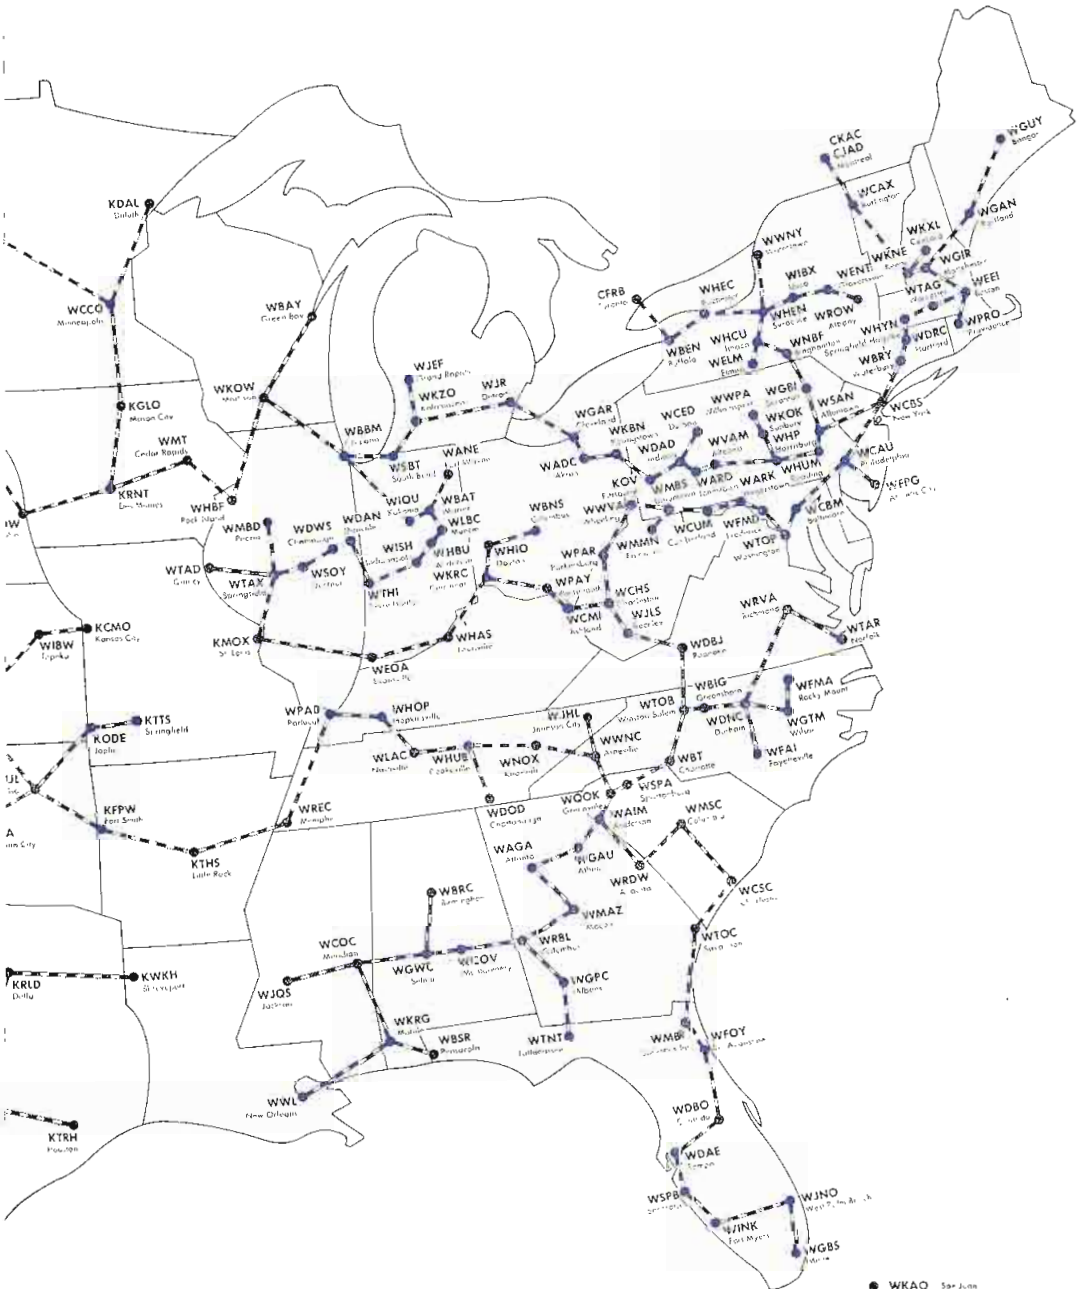 WGUY
Bangor
CKAC
CJAD
Montreal
WCAX
Burlington
KDAL
Duluth
WGAN
Portland
WKXL
Concord
WWNY
Watertown
WKNE
Keene
WGIR
Manchester
WIBX
Utica
WENT
Gloversville
WEEI
Boston
CFRB
Toronto
WHEC
Rochester
WTAG
Worcester
WCCO
Minneapolis
WBAY
Green Bay
WHEN
Syracuse
WROW
Albany
WPRO
Providence
WHYN
Springfield
WDRC
Hartford
WHCU
Ithaca
WNBF
Binghamton
WBEN
Buffalo
WELM
Elmira
WBRY
Waterbury
WJEF
Grand Rapids
WKOW
Madison
WKZO
Kalamazoo
WJR
Detroit
WWPA
Williamsport
WGBI
Scranton
WSAN
Allentown
WCBS
New York
KGLO
Mason City
WGAR
Cleveland
WCED
DuBois
WKOK
Sunbury
WBBM
Chicago
WKBN
Youngstown
WDAD
Indiana
WVAM
Altoona
WHP
Harrisburg
WMT
Cedar Rapids
WANE
Fort Wayne
WCAU
Philadelphia
WSBT
South Bend
WADC
Akron
WHUM
Reading
KRNT
Des Moines
WHBF
Rock Island
WIOU
Kokomo
KQV
Pittsburgh
WMBS
Uniontown
WARD
Johnstown
WARK
Hagerstown
WFPG
Atlantic City
WBAT
Marion
WBNS
Columbus
WWVA
Wheeling
WCBM
Baltimore
WMBD
Peoria
WDWS
Champaign
WDAN
Danville
WLBC
Muncie
WCUM
Cumberland
WFMD
Frederick
WISH
Indianapolis
WHBU
Anderson
WHIO
Dayton
WMMN
Fairmont
WTOP
Washington
WTAD
Quincy
WTAX
Springfield
WSOY
Decatur
WTHI
Terre Haute
WKRC
Cincinnati
WPAR
Parkersburg
WPAY
Portsmouth
WCHS
Charleston
WRVA
Richmond
WCMI
Ashland
WJLS
Beckley
WTAR
Norfolk
KCMO
Kansas City
WIBW
Topeka
KMOX
St. Louis
WHAS
Louisville
WDBJ
Roanoke
WEOA
Evansville
WBIG
Greensboro
WFMA
Rocky Mount
WPAD
Paducah
WHOP
Hopkinsville
WTOB
Winston Salem
KTTS
Springfield
WJHL
Johnson City
WDNC
Durham
WGTM
Wilson
KODE
Joplin
WWNC
Asheville
WLAC
Nashville
WHUB
Cookeville
WNOX
Knoxville
WBT
Charlotte
WFAI
Fayetteville
WSPA
Spartanburg
WDOD
Chattanooga
KFPW
Fort Smith
WREC
Memphis
WAIM
Anderson
WMSC
Columbia
WAGA
Atlanta
WGAU
Athens
KTHS
Little Rock
WRDW
Augusta
WBRC
Birmingham
WCSC
Charleston
WMAZ
Macon
WTOC
Savannah
WCOC
Meridian
WRBL
Columbus
WGWC
Selma
WCOV
Montgomery
KWKH
Shreveport
KRLD
Dallas
WJQS
Jackson
WGPC
Albany
WKRG
Mobile
WBSR
Pensacola
WTNT
Tallahassee
WMBR
WFOY
St. Augustine
WWL
New Orleans
KTRH
Houston
WDBO
Orlando
WDAE
Tampa
WSPB
Sarasota
WINK
Fort Myers
WJNO
West Palm Beach
WGBS
Miami
WKAQ San Juan